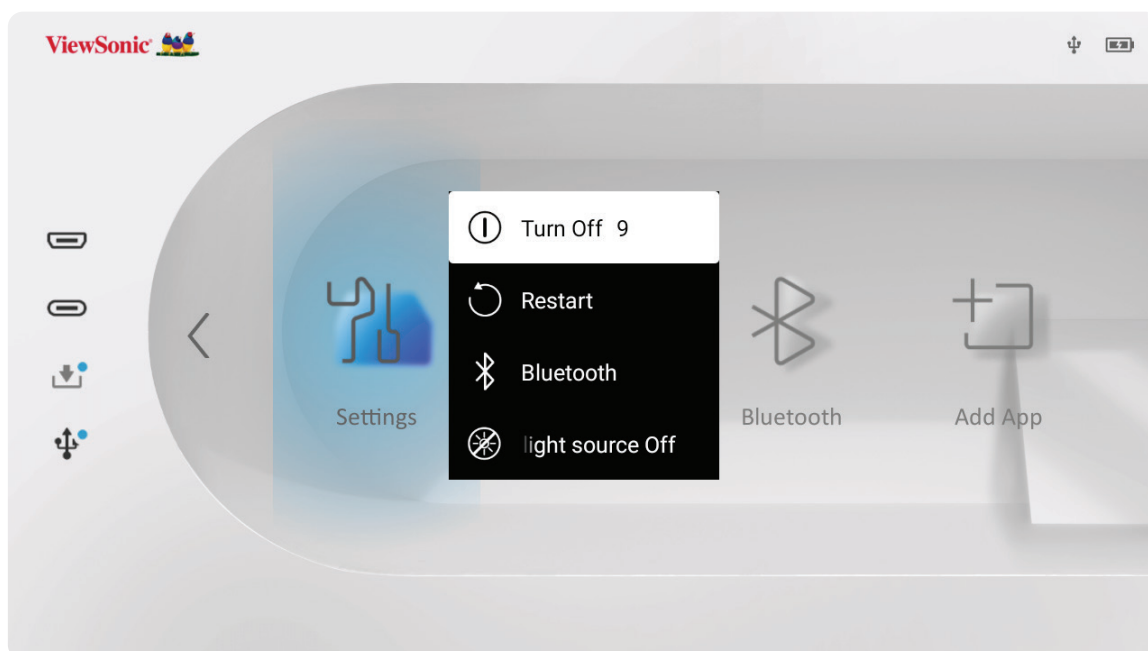 ViewSonic
Turn Off 9
Restart
Bluetooth
light source Off
Settings
Bluetooth
Add App